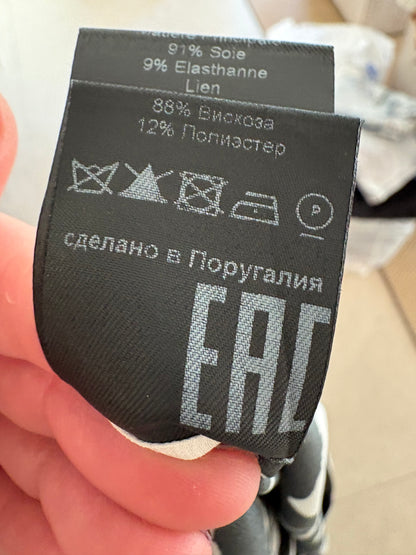 91% Soie
9% Elasthanne
Lien
88% Вискоза
12% Полиэстер
P
сделано в Поругалия
EAC